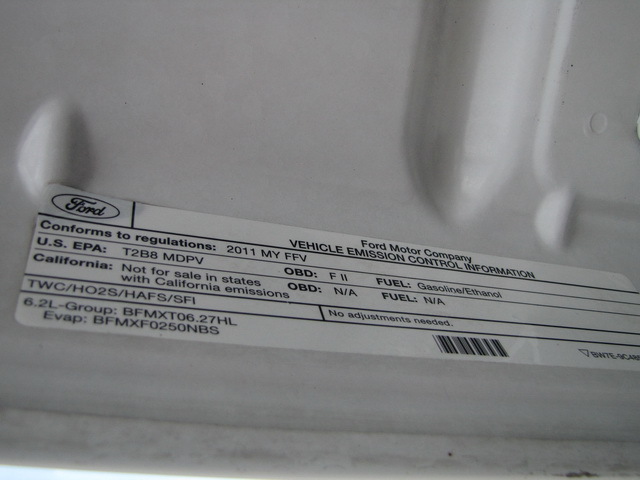 Ford
Ford Motor Company
VEHICLE EMISSION CONTROL INFORMATION
Conforms to regulations: 2011 MY FFV
U.S. EPA: T2B8 MDPV OBD: F II FUEL: Gasoline/Ethanol
California: Not for sale in states with California emissions OBD: N/A FUEL: N/A
TWC/HO2S/HAFS/SFI
No adjustments needed.
6.2L-Group: BFMXT06.27HL
Evap: BFMXF0250NBS